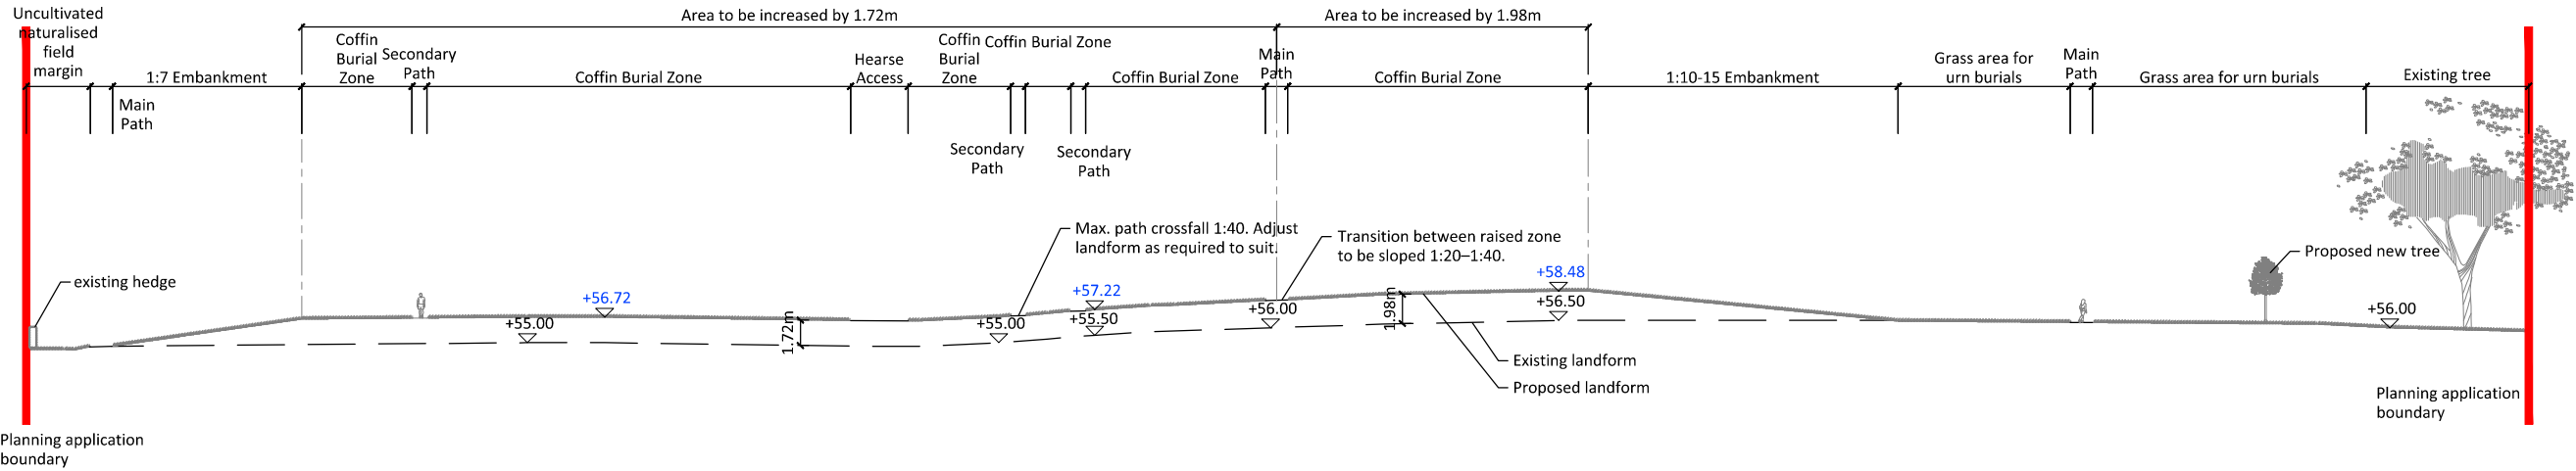 Uncultivated
naturalised
field
margin
Area to be increased by 1.72m
Area to be increased by 1.98m
1:7 Embankment
Main
Path
Coffin
Burial
Zone
Secondary
Path
Coffin Burial Zone
Hearse
Access
Coffin
Burial
Zone
Coffin Burial Zone
Coffin Burial Zone
Main
Path
Coffin Burial Zone
1:10-15 Embankment
Grass area for
urn burials
Main
Path
Grass area for urn burials
Existing tree
Secondary
Path
Secondary
Path
Max. path crossfall 1:40. Adjust
landform as required to suit.
Transition between raised zone
to be sloped 1:20–1:40.
Proposed new tree
existing hedge
+56.72
+55.00
1.72m
+55.00
+57.22
+55.50
+56.00
1.98m
+58.48
+56.50
+56.00
Existing landform
Proposed landform
Planning application
boundary
Planning application
boundary